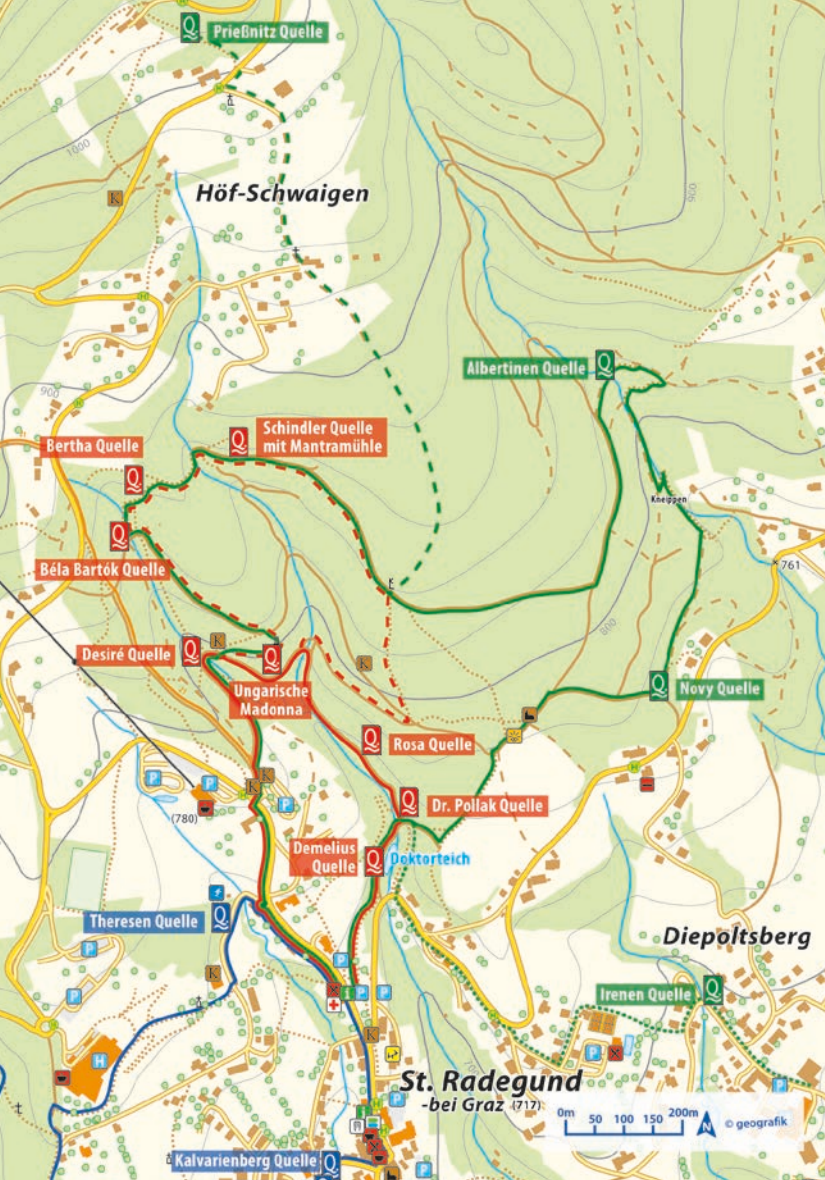 Prießnitz Quelle
1000
Höf-Schwaigen
900
Albertinen Quelle
900
Schindler Quelle
mit Mantramühle
Bertha Quelle
Kneippen
Béla Bartók Quelle
761
800
Desiré Quelle
Ungarische
Madonna
Novy Quelle
Rosa Quelle
(780)
Dr. Pollak Quelle
Demelius
Quelle
Doktorteich
Theresen Quelle
Diepoltsberg
Irenen Quelle
St. Radegund
-bei Graz (717)
0m 50 100 150 200m
© geografik
Kalvarienberg Quelle